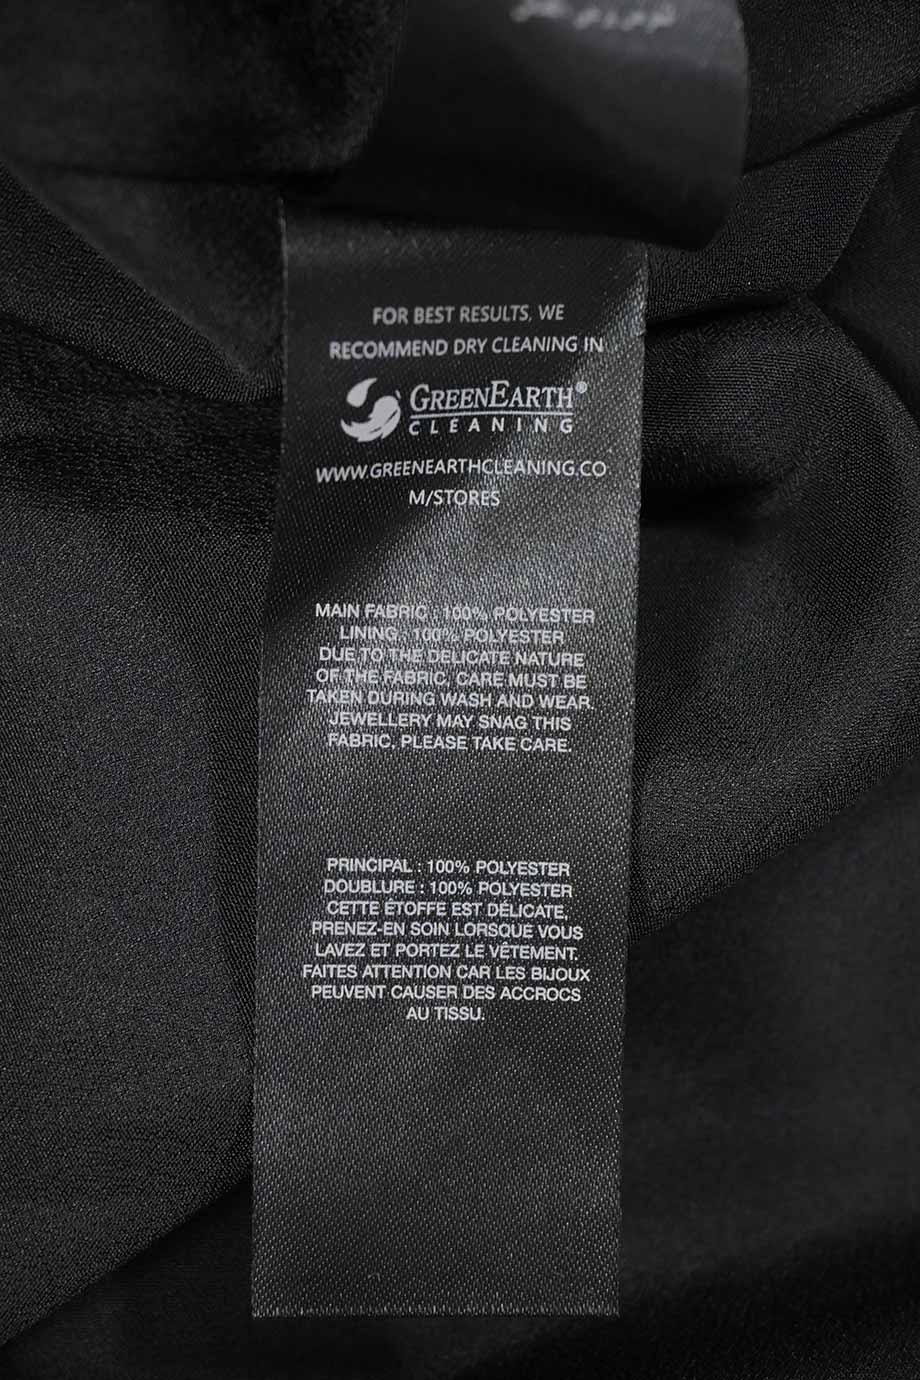 FOR BEST RESULTS, WE
RECOMMEND DRY CLEANING IN
GREENEARTH®
CLEANING
WWW.GREENEARTHCLEANING.CO
M/STORES
MAIN FABRIC : 100% POLYESTER
LINING : 100% POLYESTER
DUE TO THE DELICATE NATURE
OF THE FABRIC, CARE MUST BE
TAKEN DURING WASH AND WEAR.
JEWELLERY MAY SNAG THIS
FABRIC, PLEASE TAKE CARE.
PRINCIPAL : 100% POLYESTER
DOUBLURE : 100% POLYESTER
CETTE ÉTOFFE EST DÉLICATE,
PRENEZ-EN SOIN LORSQUE VOUS
LAVEZ ET PORTEZ LE VÊTEMENT.
FAITES ATTENTION CAR LES BIJOUX
PEUVENT CAUSER DES ACCROCS
AU TISSU.